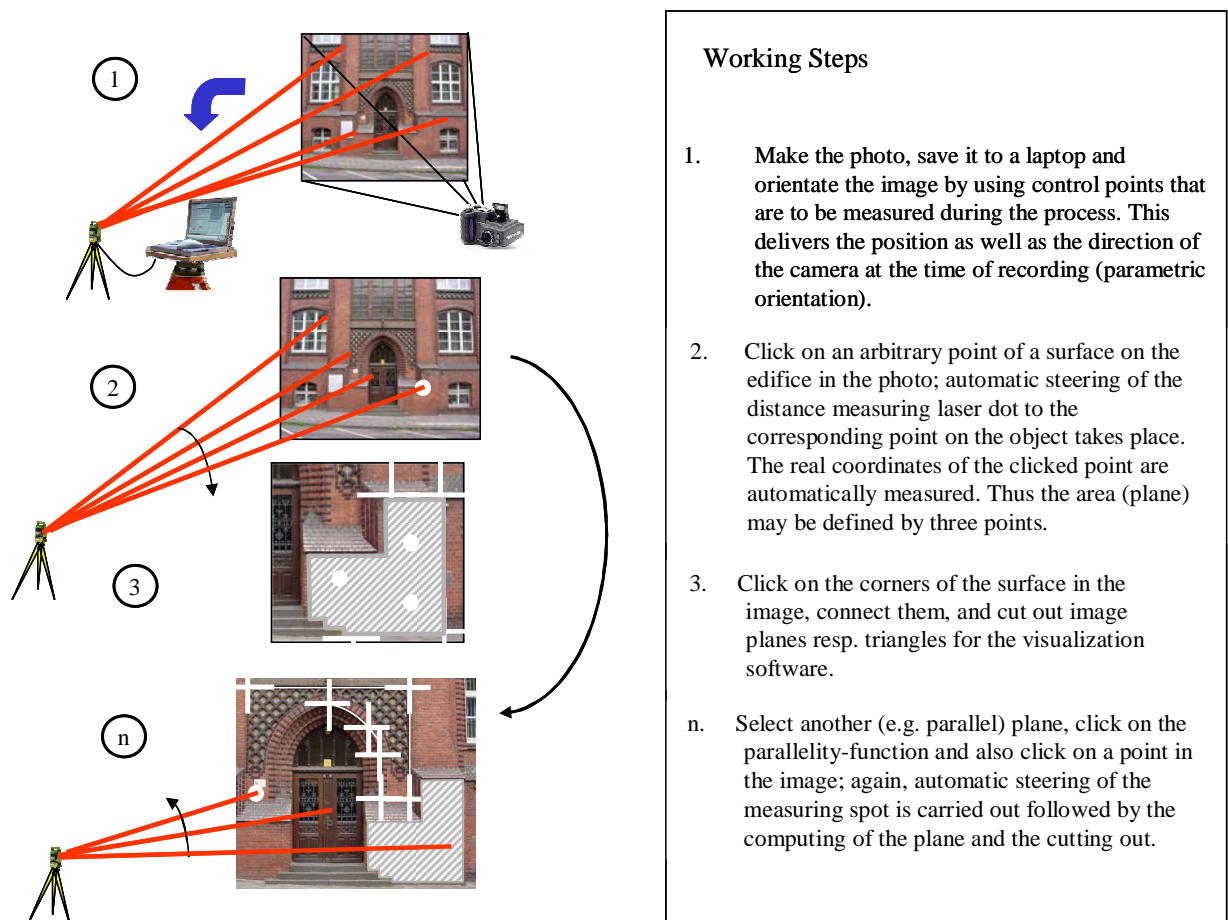 1
2
3
n
Working Steps
1. Make the photo, save it to a laptop and
orientate the image by using control points that
are to be measured during the process. This
delivers the position as well as the direction of
the camera at the time of recording (parametric
orientation).
2. Click on an arbitrary point of a surface on the
edifice in the photo; automatic steering of the
distance measuring laser dot to the
corresponding point on the object takes place.
The real coordinates of the clicked point are
automatically measured. Thus the area (plane)
may be defined by three points.
3. Click on the corners of the surface in the
image, connect them, and cut out image
planes resp. triangles for the visualization
software.
n. Select another (e.g. parallel) plane, click on the
parallelity-function and also click on a point in
the image; again, automatic steering of the
measuring spot is carried out followed by the
computing of the plane and the cutting out.